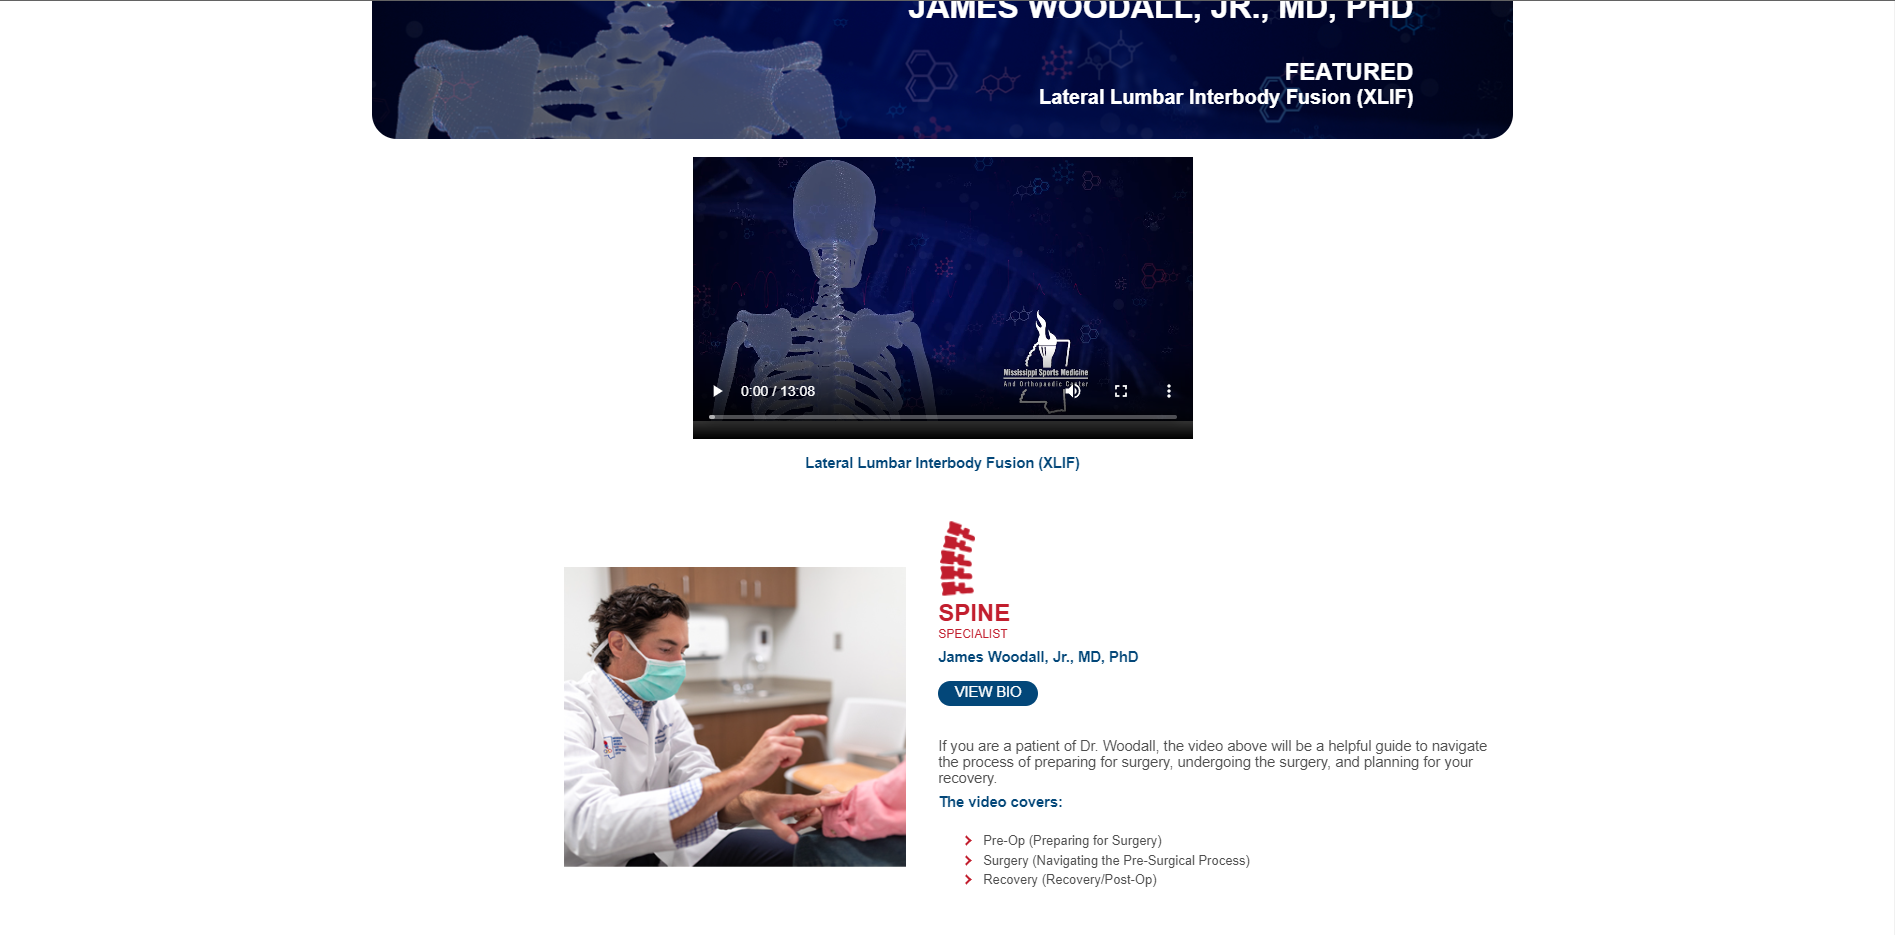 JAMES WOODALL, JR., MD, PHD
FEATURED
Lateral Lumbar Interbody Fusion (XLIF)
Mississippi Sports Medicine
And Orthopaedic Center
0:00 / 13:08
Lateral Lumbar Interbody Fusion (XLIF)
SPINE
SPECIALIST
James Woodall, Jr., MD, PhD
VIEW BIO
If you are a patient of Dr. Woodall, the video above will be a helpful guide to navigate
the process of preparing for surgery, undergoing the surgery, and planning for your
recovery.
The video covers:
Pre-Op (Preparing for Surgery)
Surgery (Navigating the Pre-Surgical Process)
Recovery (Recovery/Post-Op)